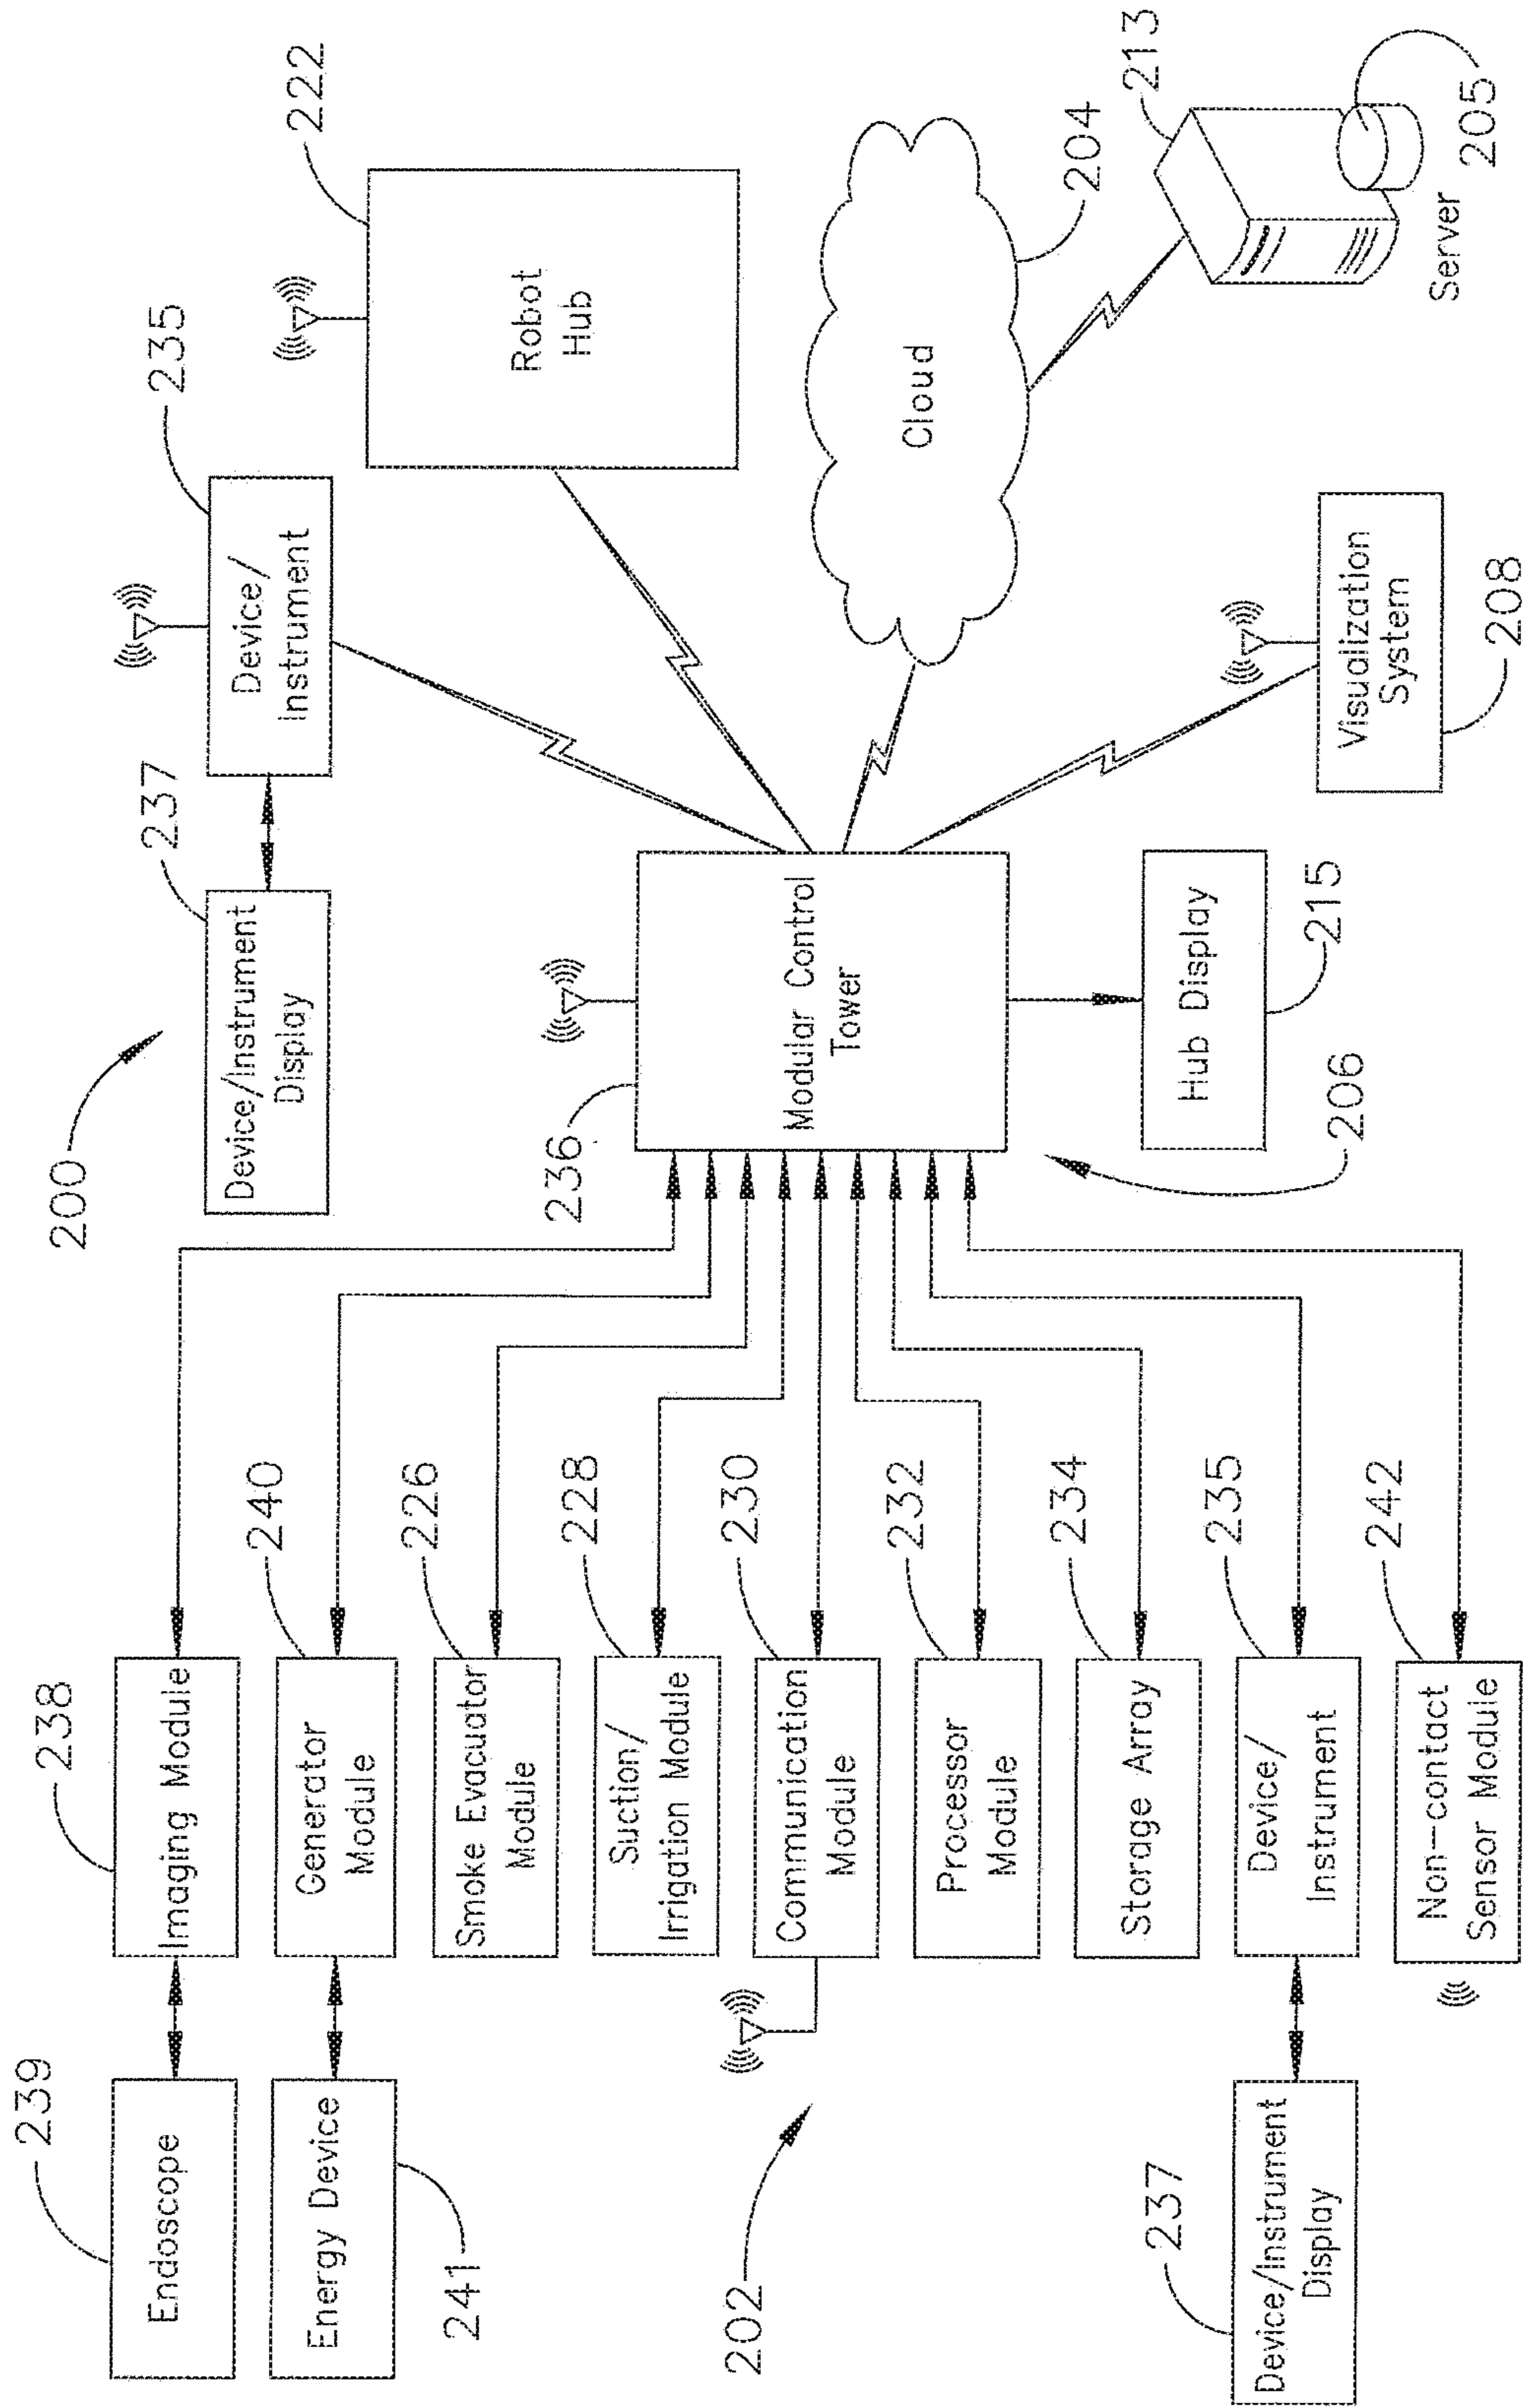 200
239
Endoscope
238
Imaging Module
237
Device/Instrument
Display
235
Device/
Instrument
222
Robot
Hub
241
Energy Device
240
Generator
Module
226
Smoke Evacuator
Module
228
Suction/
Irrigation Module
236
Modular Control
Tower
202
230
Communication
Module
Cloud
204
232
Processor
Module
234
Storage Array
206
Hub Display
215
213
Server
205
237
Device/Instrument
Display
235
Device/
Instrument
Visualization
System
208
242
Non-contact
Sensor Module